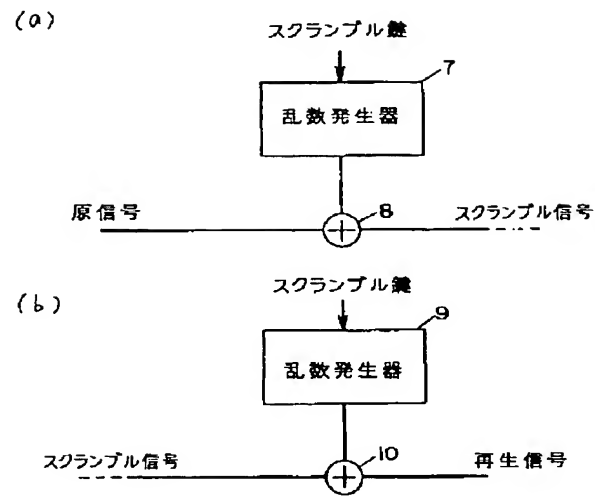 (a)
スクランブル鍵
7
乱数発生器
原信号
8
スクランブル信号
(b)
スクランブル鍵
9
乱数発生器
スクランブル信号
10
再生信号